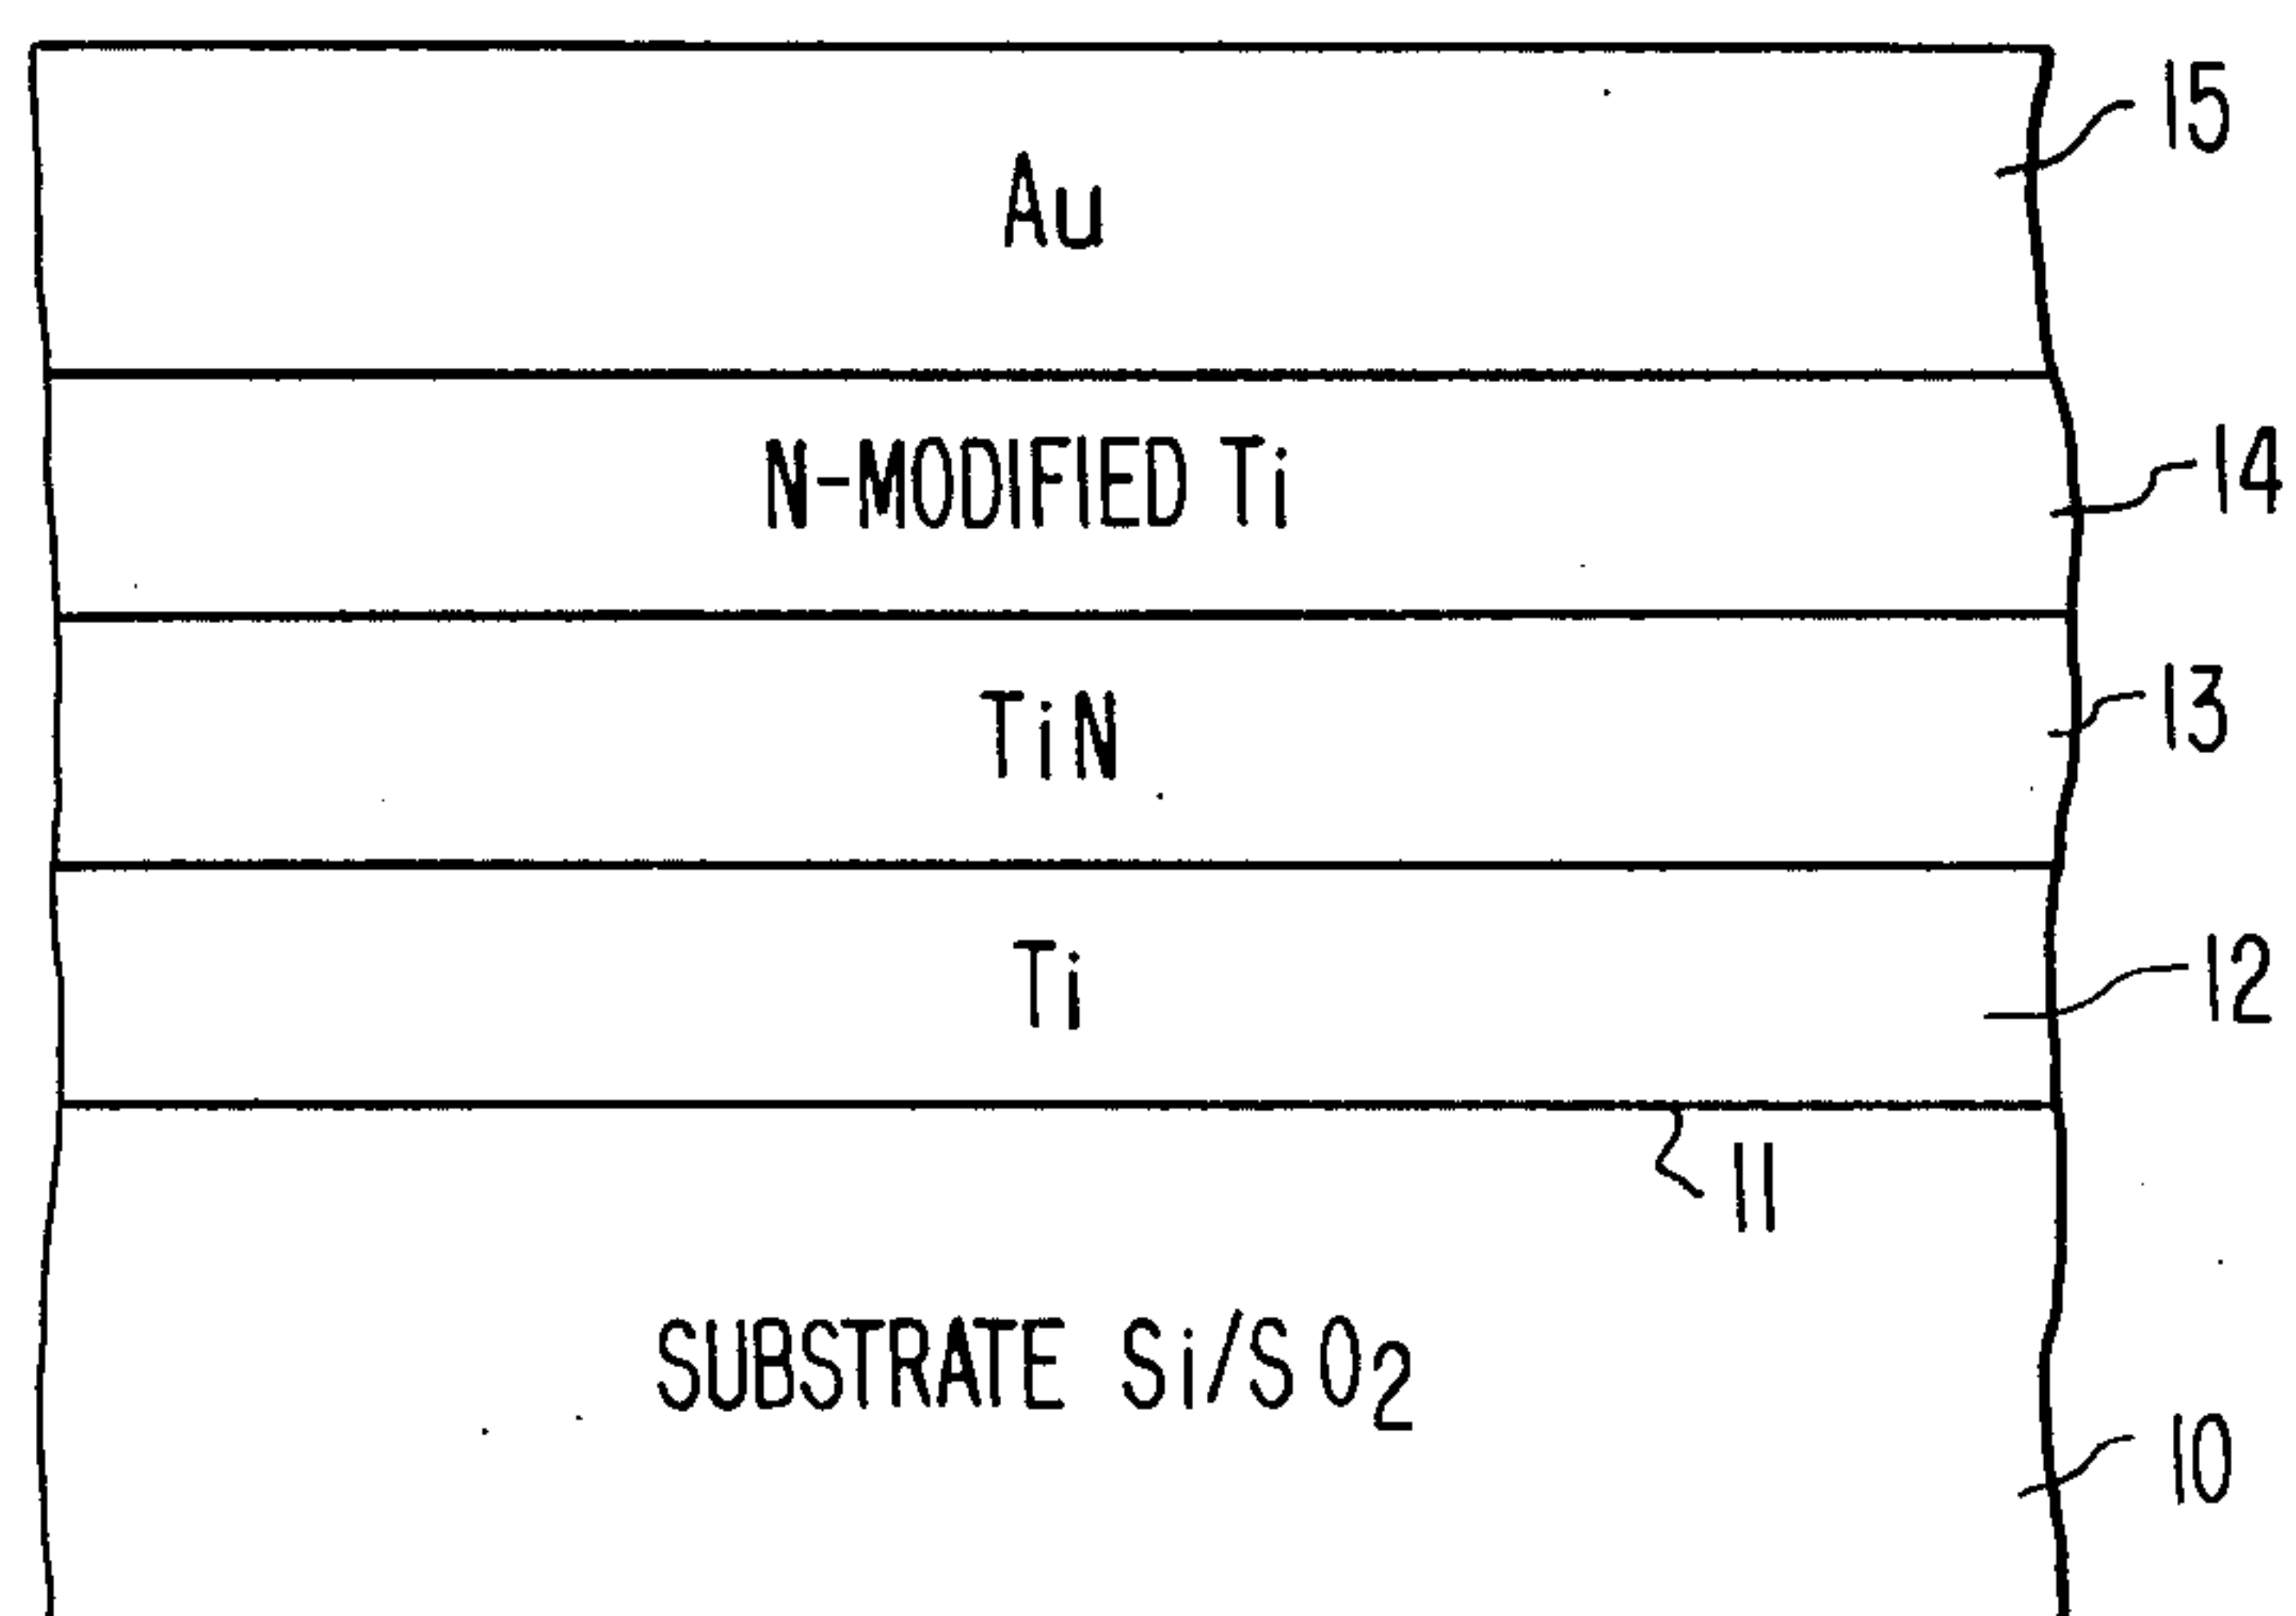 Au
15
N-MODIFIED Ti
14
TiN
13
Ti
12
11
SUBSTRATE Si/SO2
10